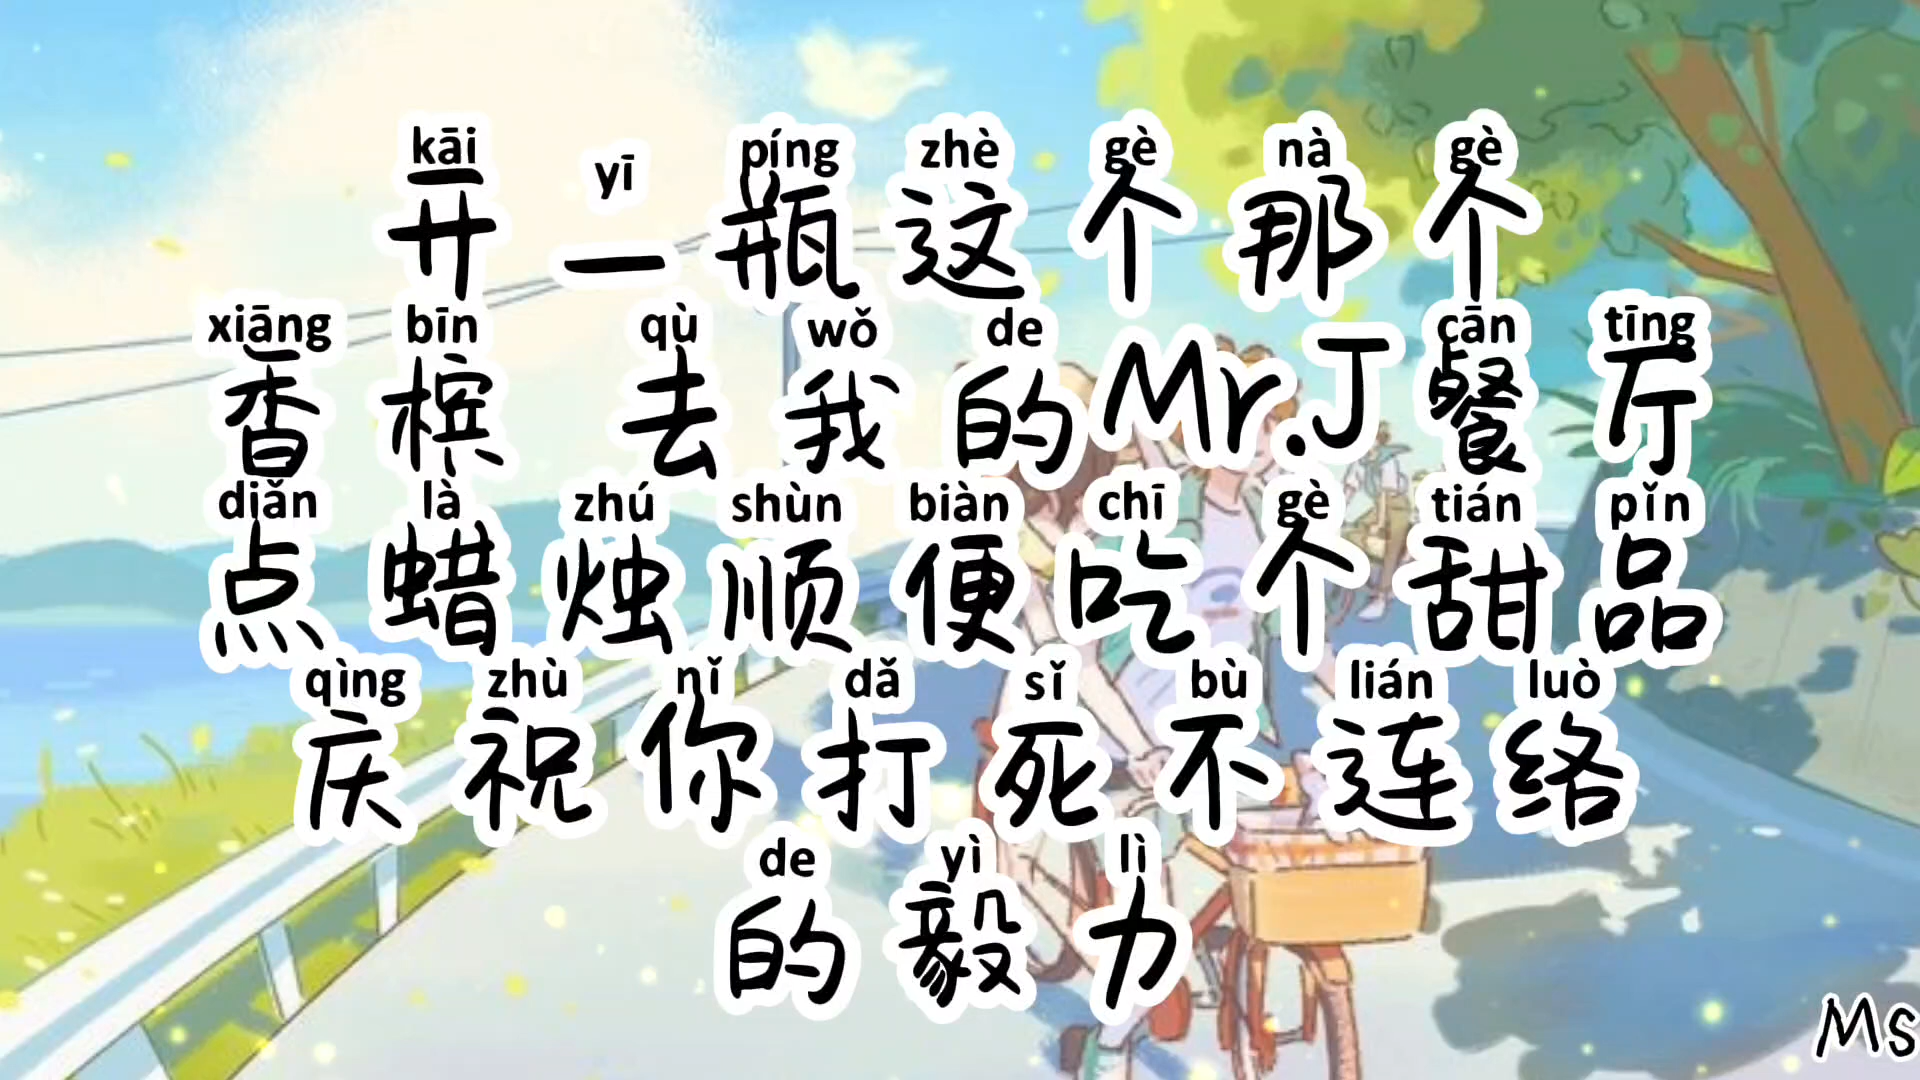 kāi yī píng zhè gè nà gè
开一瓶这个那个
xiāng bīn qù wǒ de cān tīng
香槟 去我的Mr.J餐厅
diǎn là zhú shùn biàn chī gè tián pǐn
点蜡烛顺便吃个甜品
qìng zhù nǐ dǎ sǐ bù lián luò
庆祝你打死不连络
de yì lì
的毅力
Ms